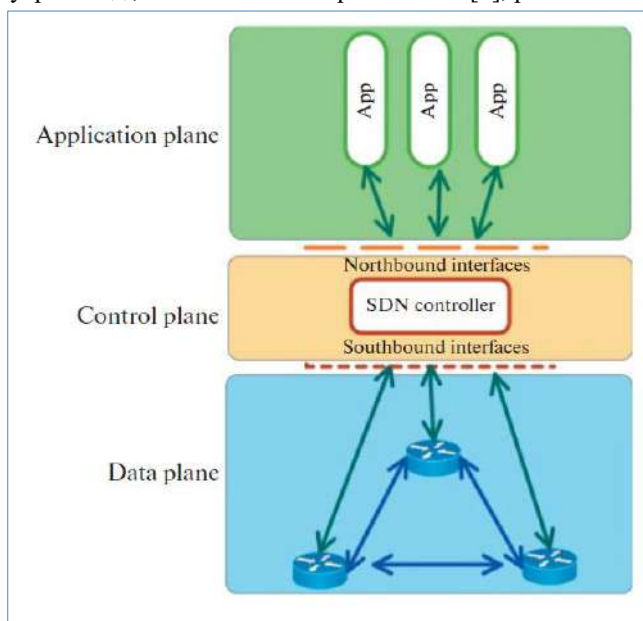 App
App
App
Application plane
Northbound interfaces
SDN controller
Control plane
Southbound interfaces
Data plane